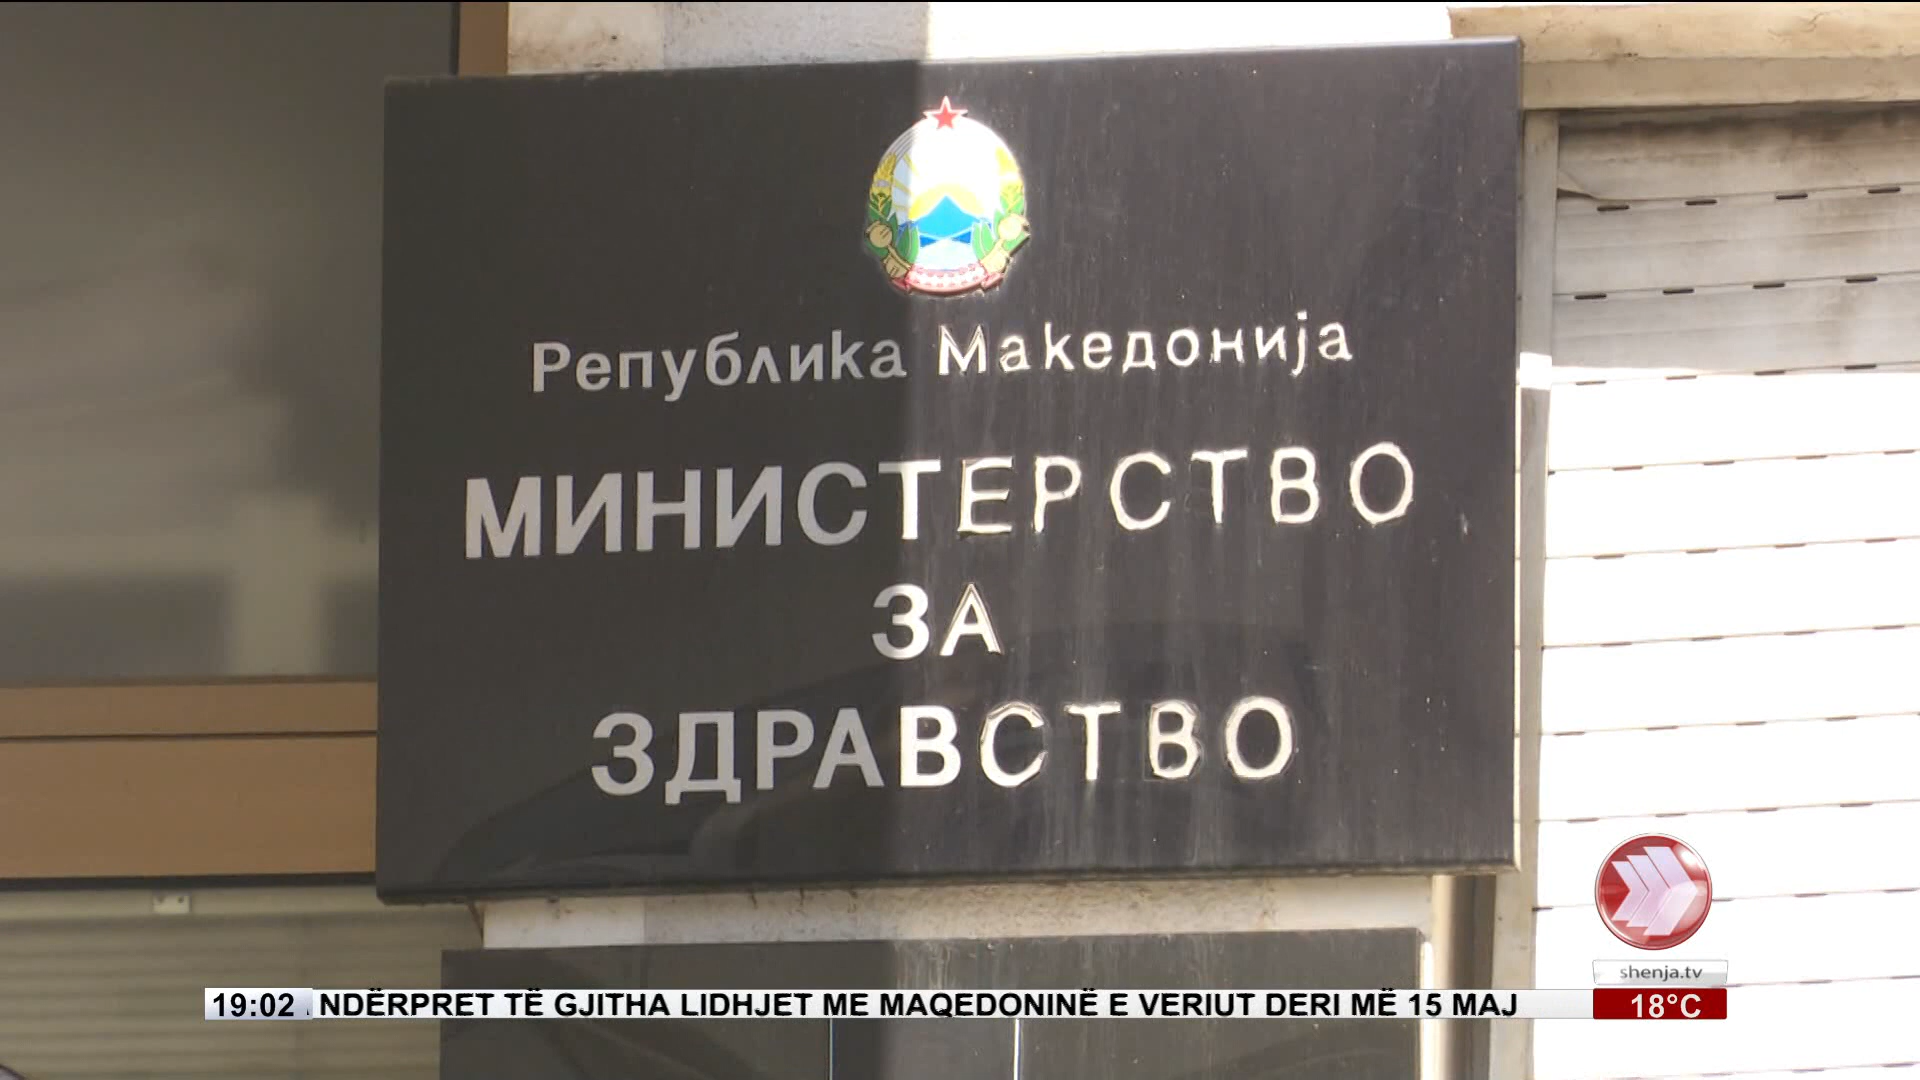 Република Македонија
МИНИСТЕРСТВО
ЗА
ЗДРАВСТВО
shenja.tv
19:02 NDËRPRET TË GJITHA LIDHJET ME MAQEDONINË E VERIUT DERI MË 15 MAJ
18°C